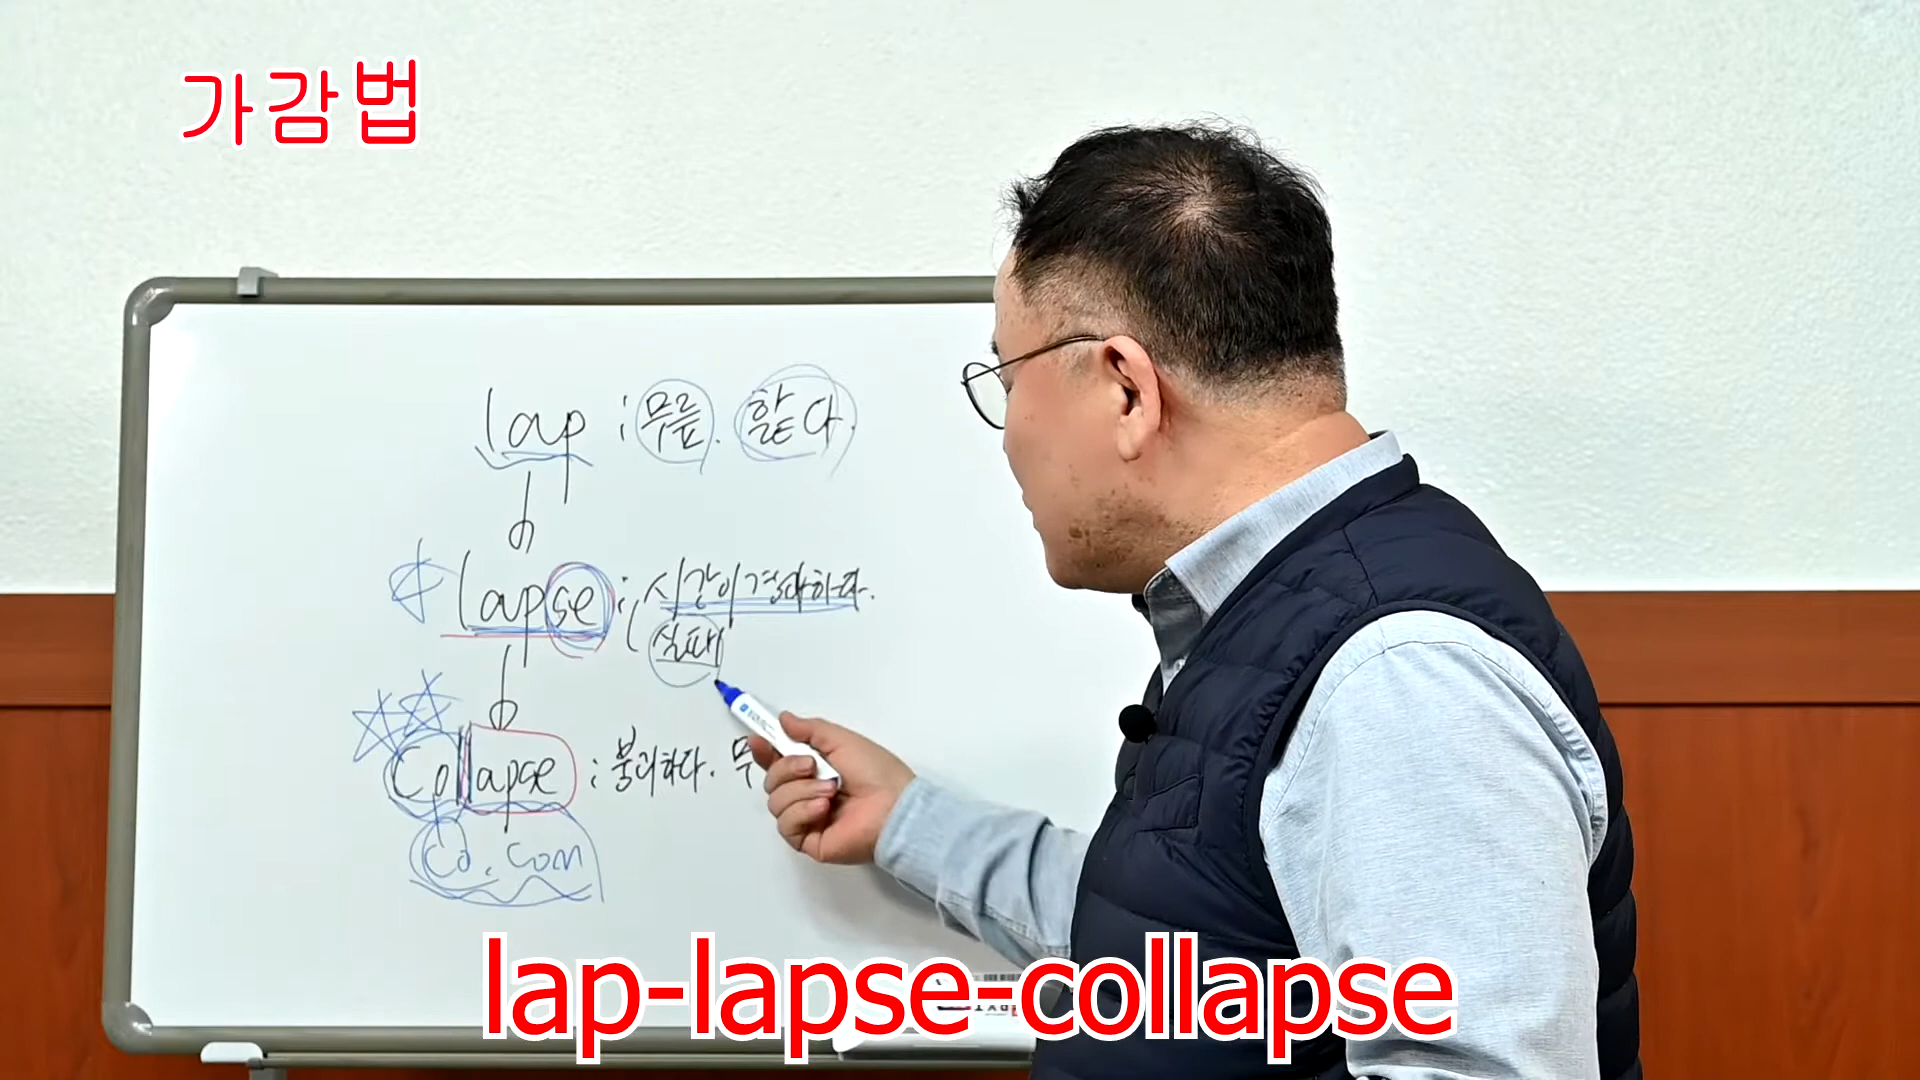 가감법
lap : 무릎. 핥다.
lapse : 시간이 경과하다.
실패
Collapse : 붕괴하다. 무
Co. Com
lap-lapse-collapse